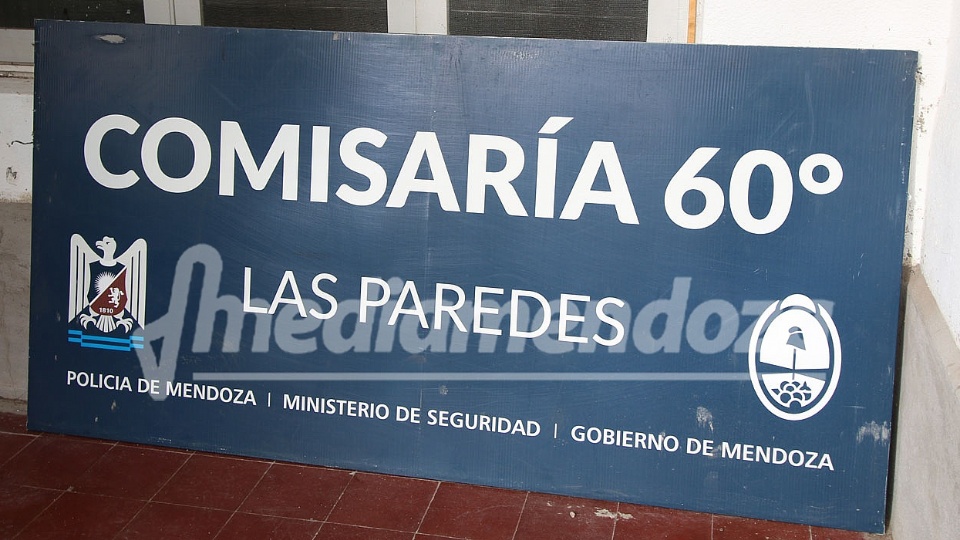 COMISARÍA 60°
LAS PAREDES
mediamendoza
1810
POLICIA DE MENDOZA | MINISTERIO DE SEGURIDAD | GOBIERNO DE MENDOZA